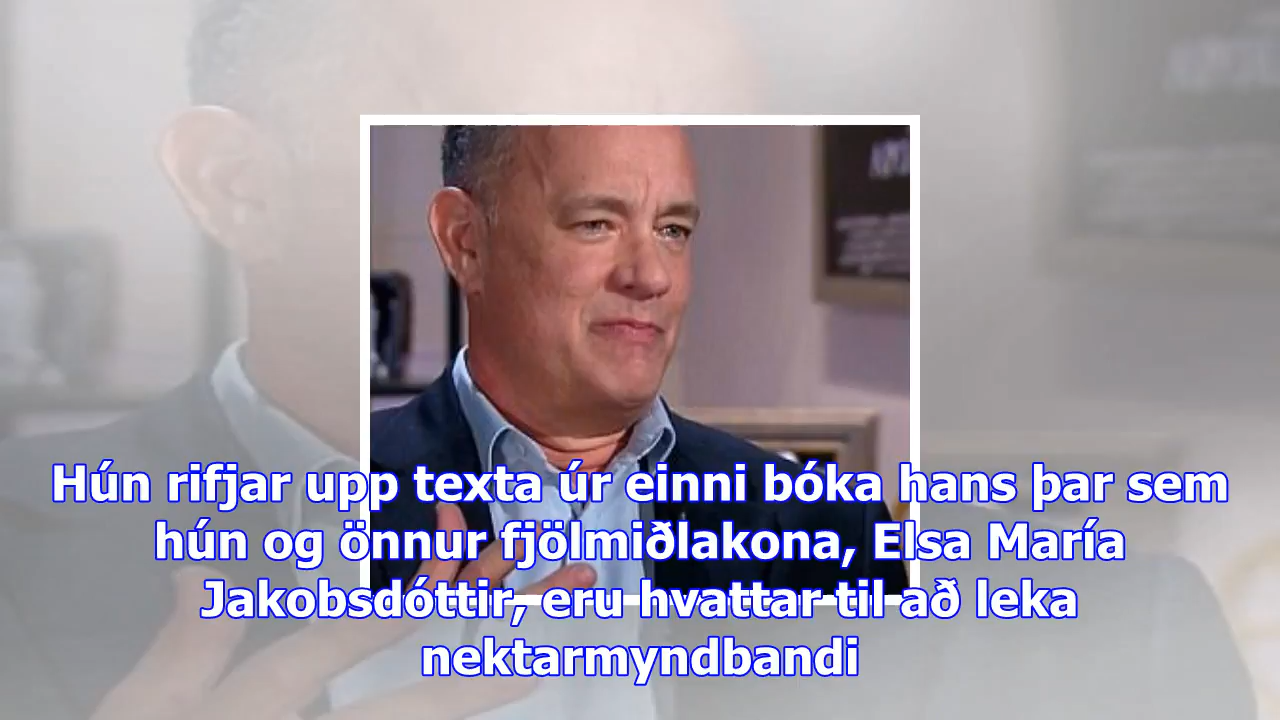 Hún rifjar upp texta úr einni bóka hans þar sem
hún og önnur fjölmiðlakona, Elsa María
Jakobsdóttir, eru hvattar til að leka
nektarmyndbandi